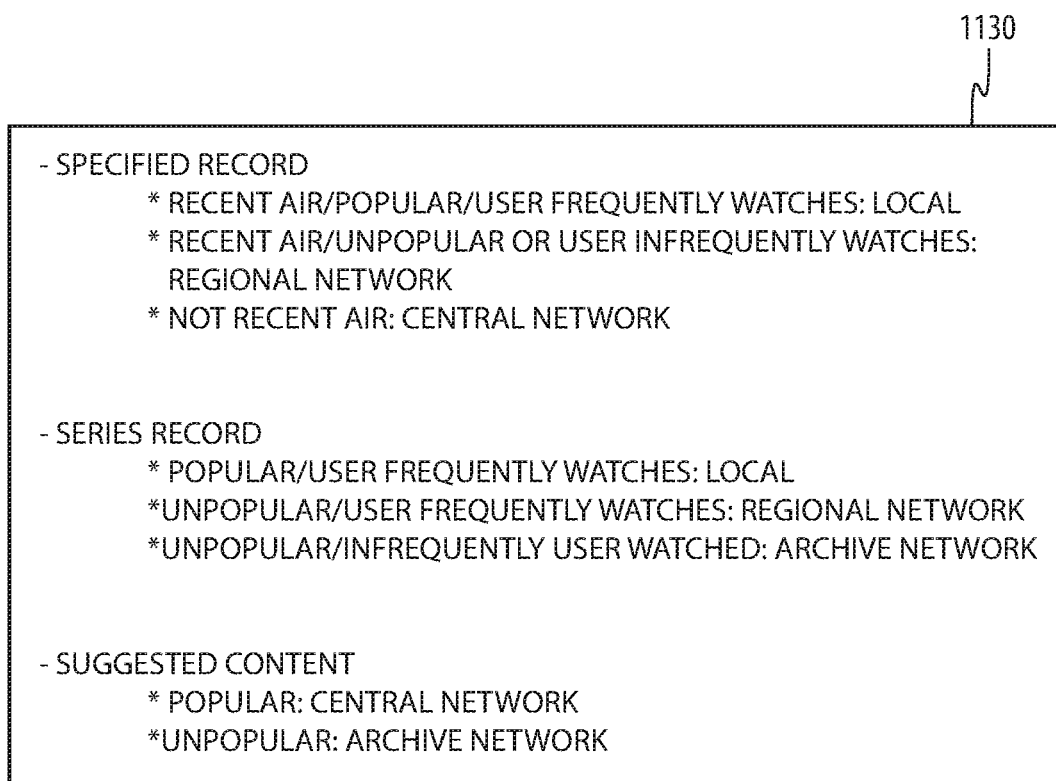 1130
- SPECIFIED RECORD
* RECENT AIR/POPULAR/USER FREQUENTLY WATCHES: LOCAL
* RECENT AIR/UNPOPULAR OR USER INFREQUENTLY WATCHES:
REGIONAL NETWORK
* NOT RECENT AIR: CENTRAL NETWORK
- SERIES RECORD
* POPULAR/USER FREQUENTLY WATCHES: LOCAL
*UNPOPULAR/USER FREQUENTLY WATCHES: REGIONAL NETWORK
*UNPOPULAR/INFREQUENTLY USER WATCHED: ARCHIVE NETWORK
- SUGGESTED CONTENT
* POPULAR: CENTRAL NETWORK
*UNPOPULAR: ARCHIVE NETWORK